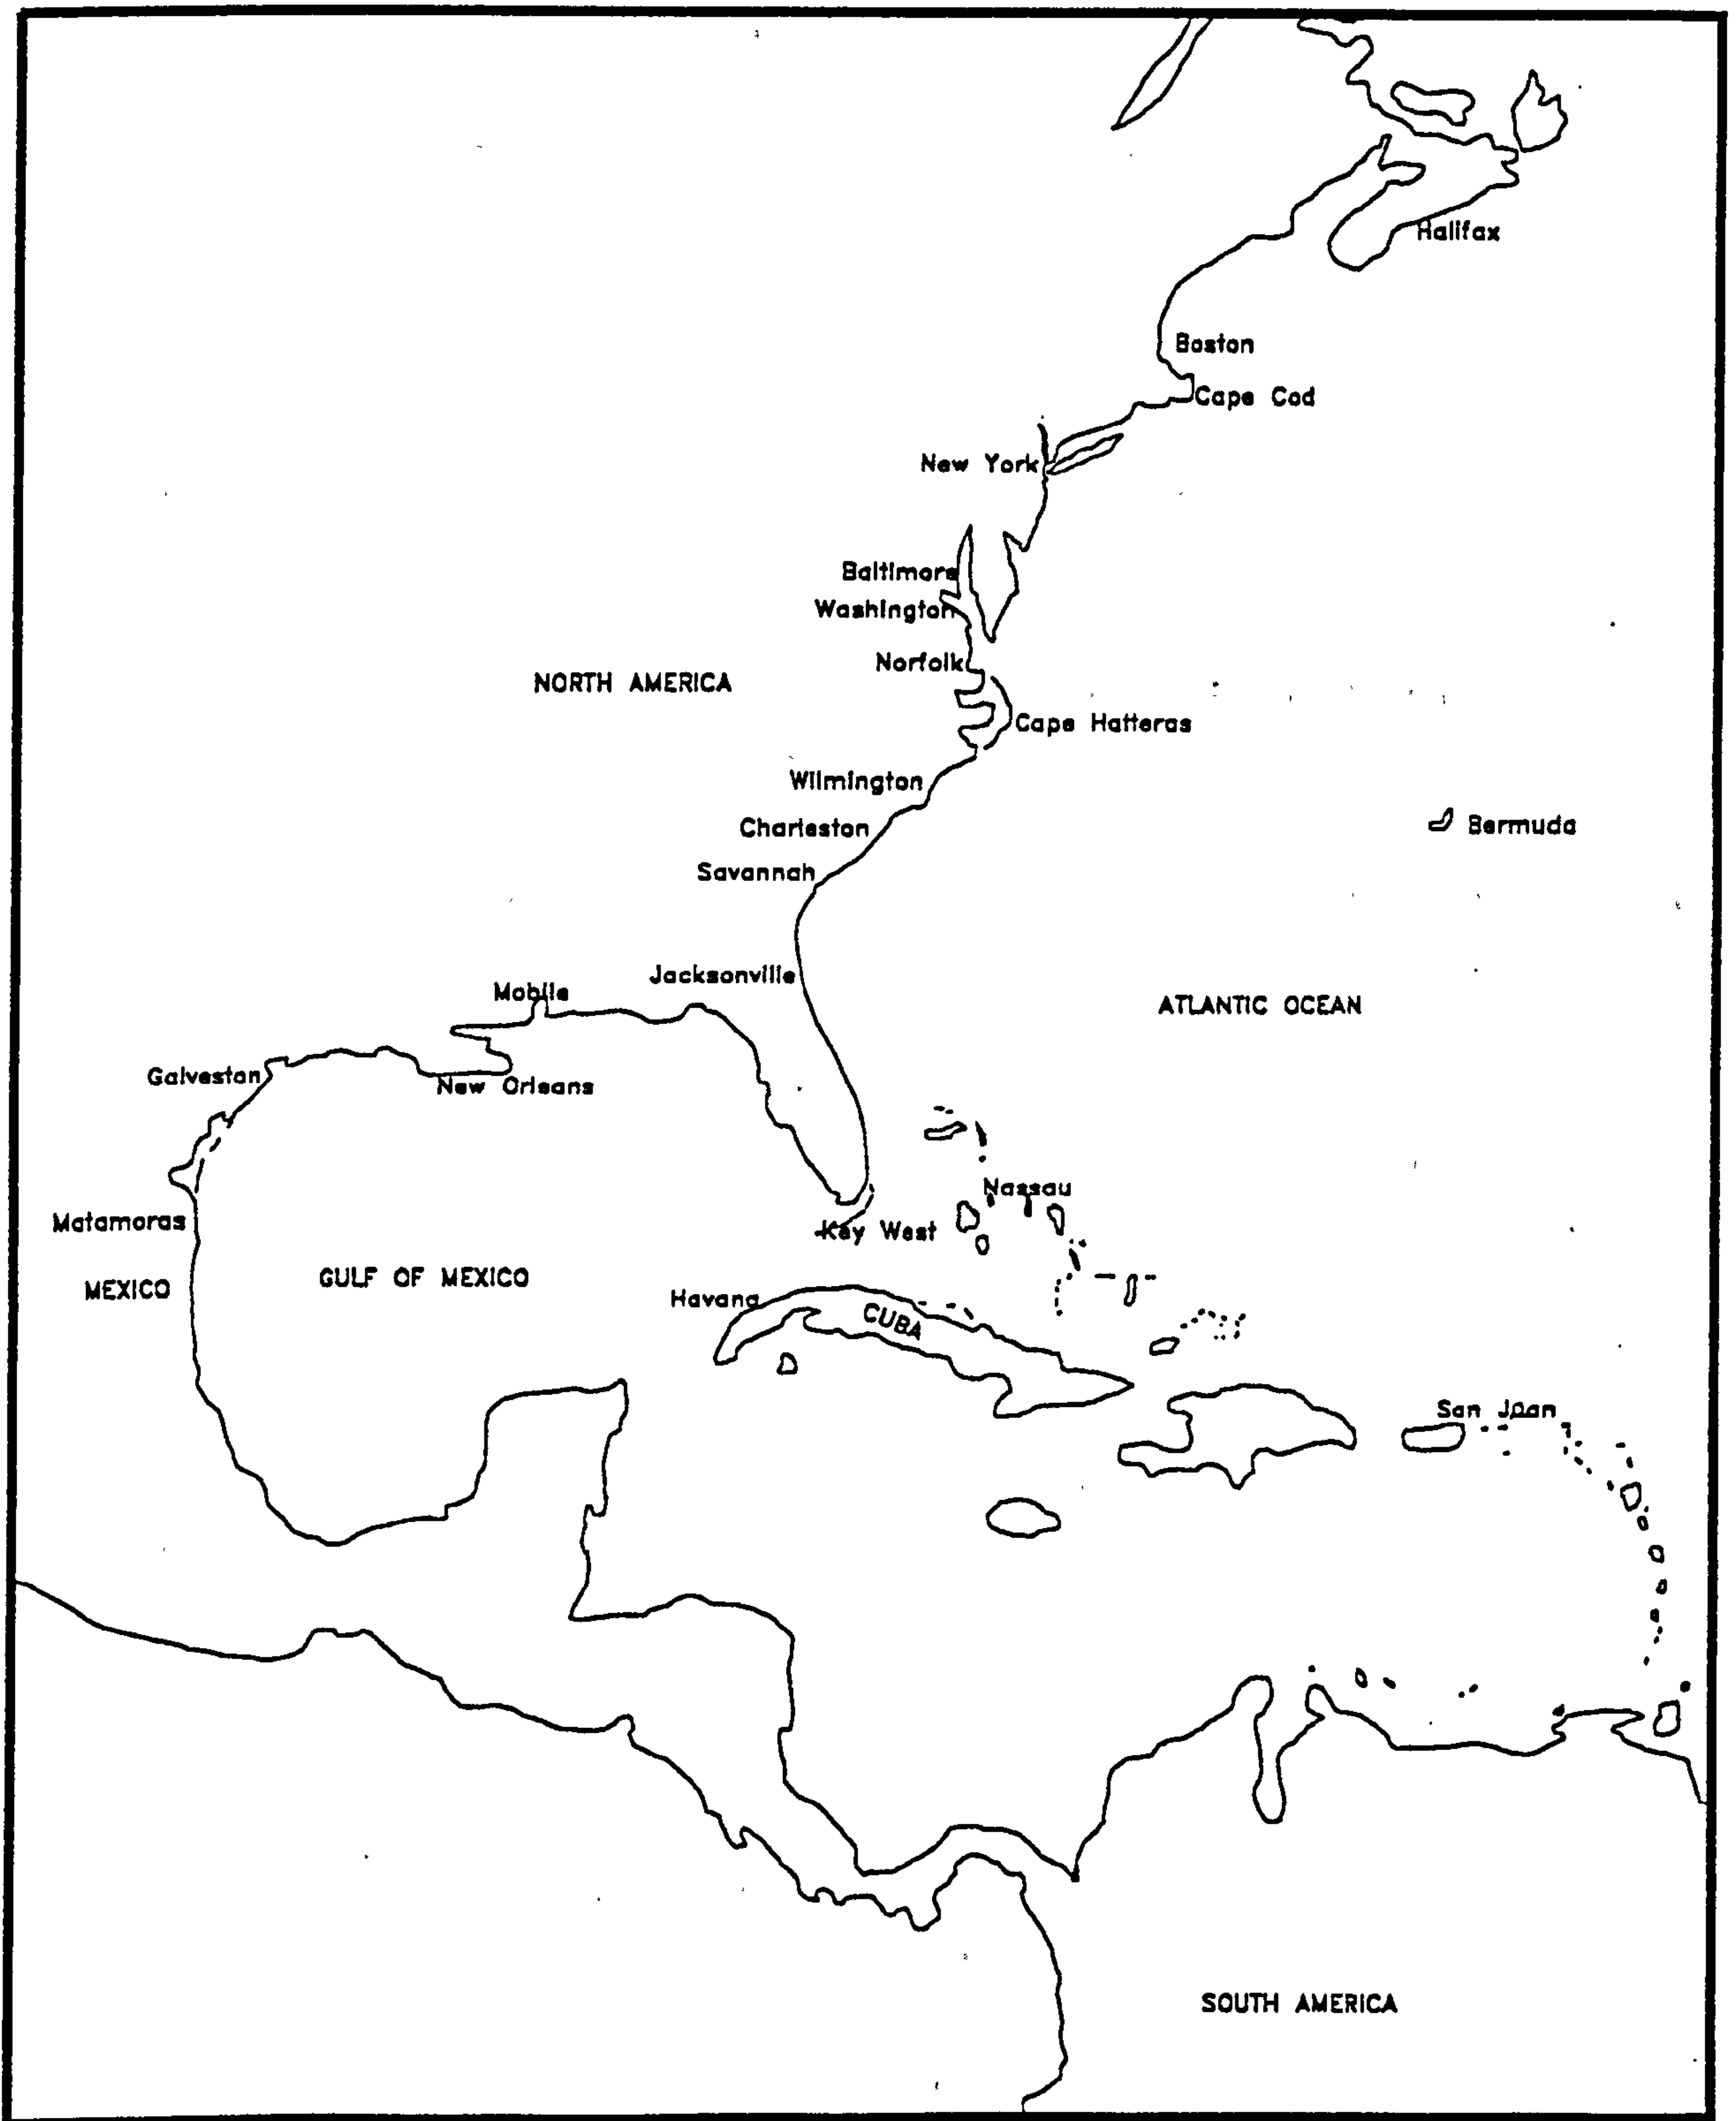 Halifax
Boston
Cape Cod
New York
Baltimore
Washington
Norfolk
NORTH AMERICA
Cape Hatteras
Wilmington
Bermuda
Charleston
Savannah
Jacksonville
Mobile
ATLANTIC OCEAN
Galveston
New Orleans
Nassau
Matamoras
Key West
GULF OF MEXICO
MEXICO
Havana
CUBA
San Juan
SOUTH AMERICA